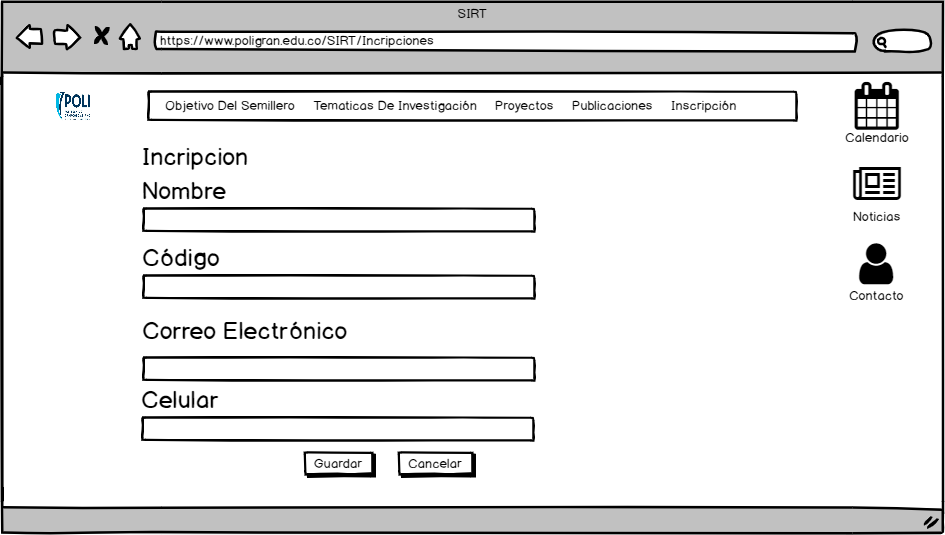 SIRT
https://www.poligran.edu.co/SIRT/Incripciones
POLI
Objetivo Del Semillero Tematicas De Investigación Proyectos Publicaciones Inscripción
Calendario
Incripcion
Nombre
Noticias
Código
Contacto
Correo Electrónico
Celular
Guardar Cancelar